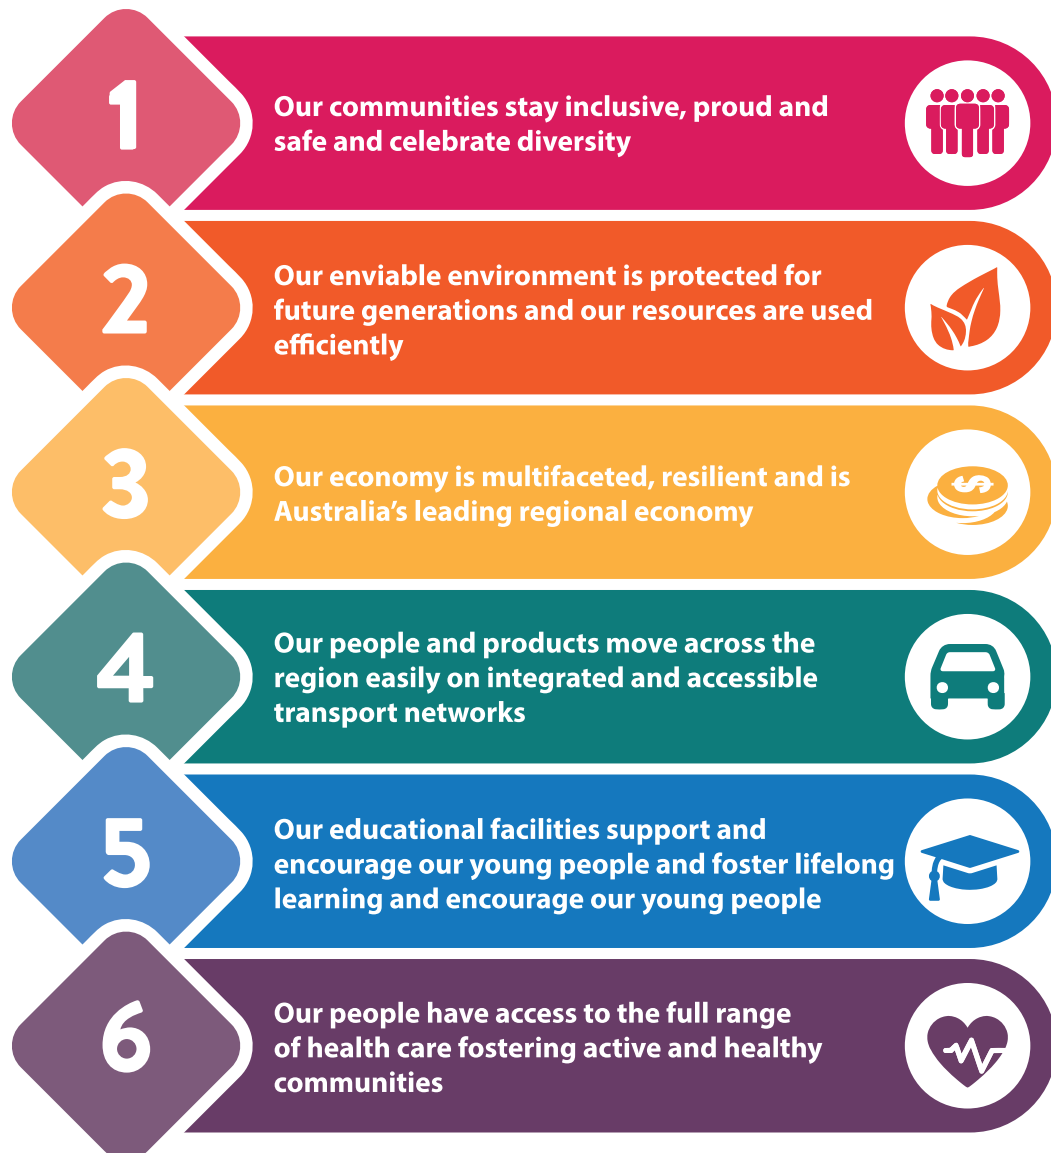 1
Our communities stay inclusive, proud and
safe and celebrate diversity
2
Our enviable environment is protected for
future generations and our resources are used
efficiently
3
Our economy is multifaceted, resilient and is
Australia's leading regional economy
4
Our people and products move across the
region easily on integrated and accessible
transport networks
5
Our educational facilities support and
encourage our young people and foster lifelong
learning and encourage our young people
6
Our people have access to the full range
of health care fostering active and healthy
communities
$